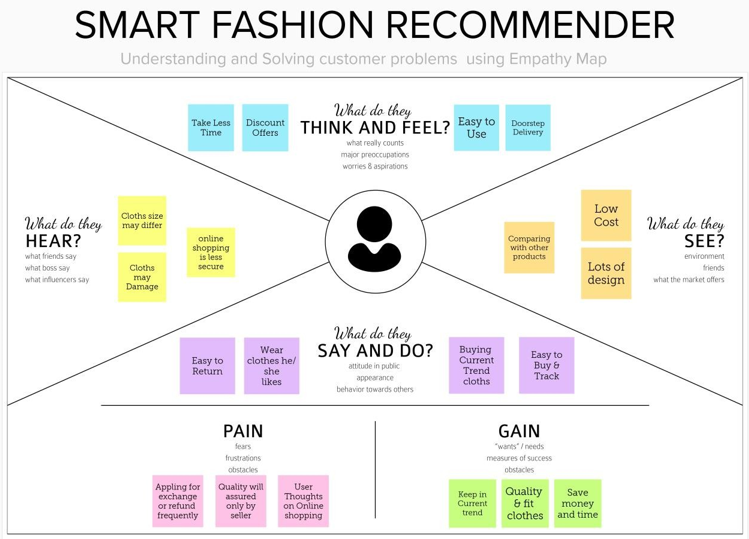 SMART FASHION RECOMMENDER
Understanding and Solving customer problems using Empathy Map
What do they
THINK AND FEEL?
what really counts
major preoccupations
worries & aspirations
Take Less
Time
Discount
Offers
Easy to
Use
Doorstep
Delivery
What do they
HEAR?
what friends say
what boss say
what influencers say
Cloths size
may differ
Cloths
may
Damage
online
shopping
is less
secure
Comparing
with other
products
Low
Cost
Lots of
design
What do they
SEE?
environment
friends
what the market offers
What do they
SAY AND DO?
attitude in public
appearance
behavior towards others
Easy to
Return
Wear
clothes he/
she
likes
Buying
Current
Trend
cloths
Easy to
Buy &
Track
PAIN
fears
frustrations
obstacles
Appling for
exchange
or refund
frequently
Quality will
assured
only by
seller
User
Thoughts
on Online
shopping
GAIN
"wants" / needs
measures of success
obstacles
Keep in
Current
trend
Quality
& fit
clothes
Save
money
and time